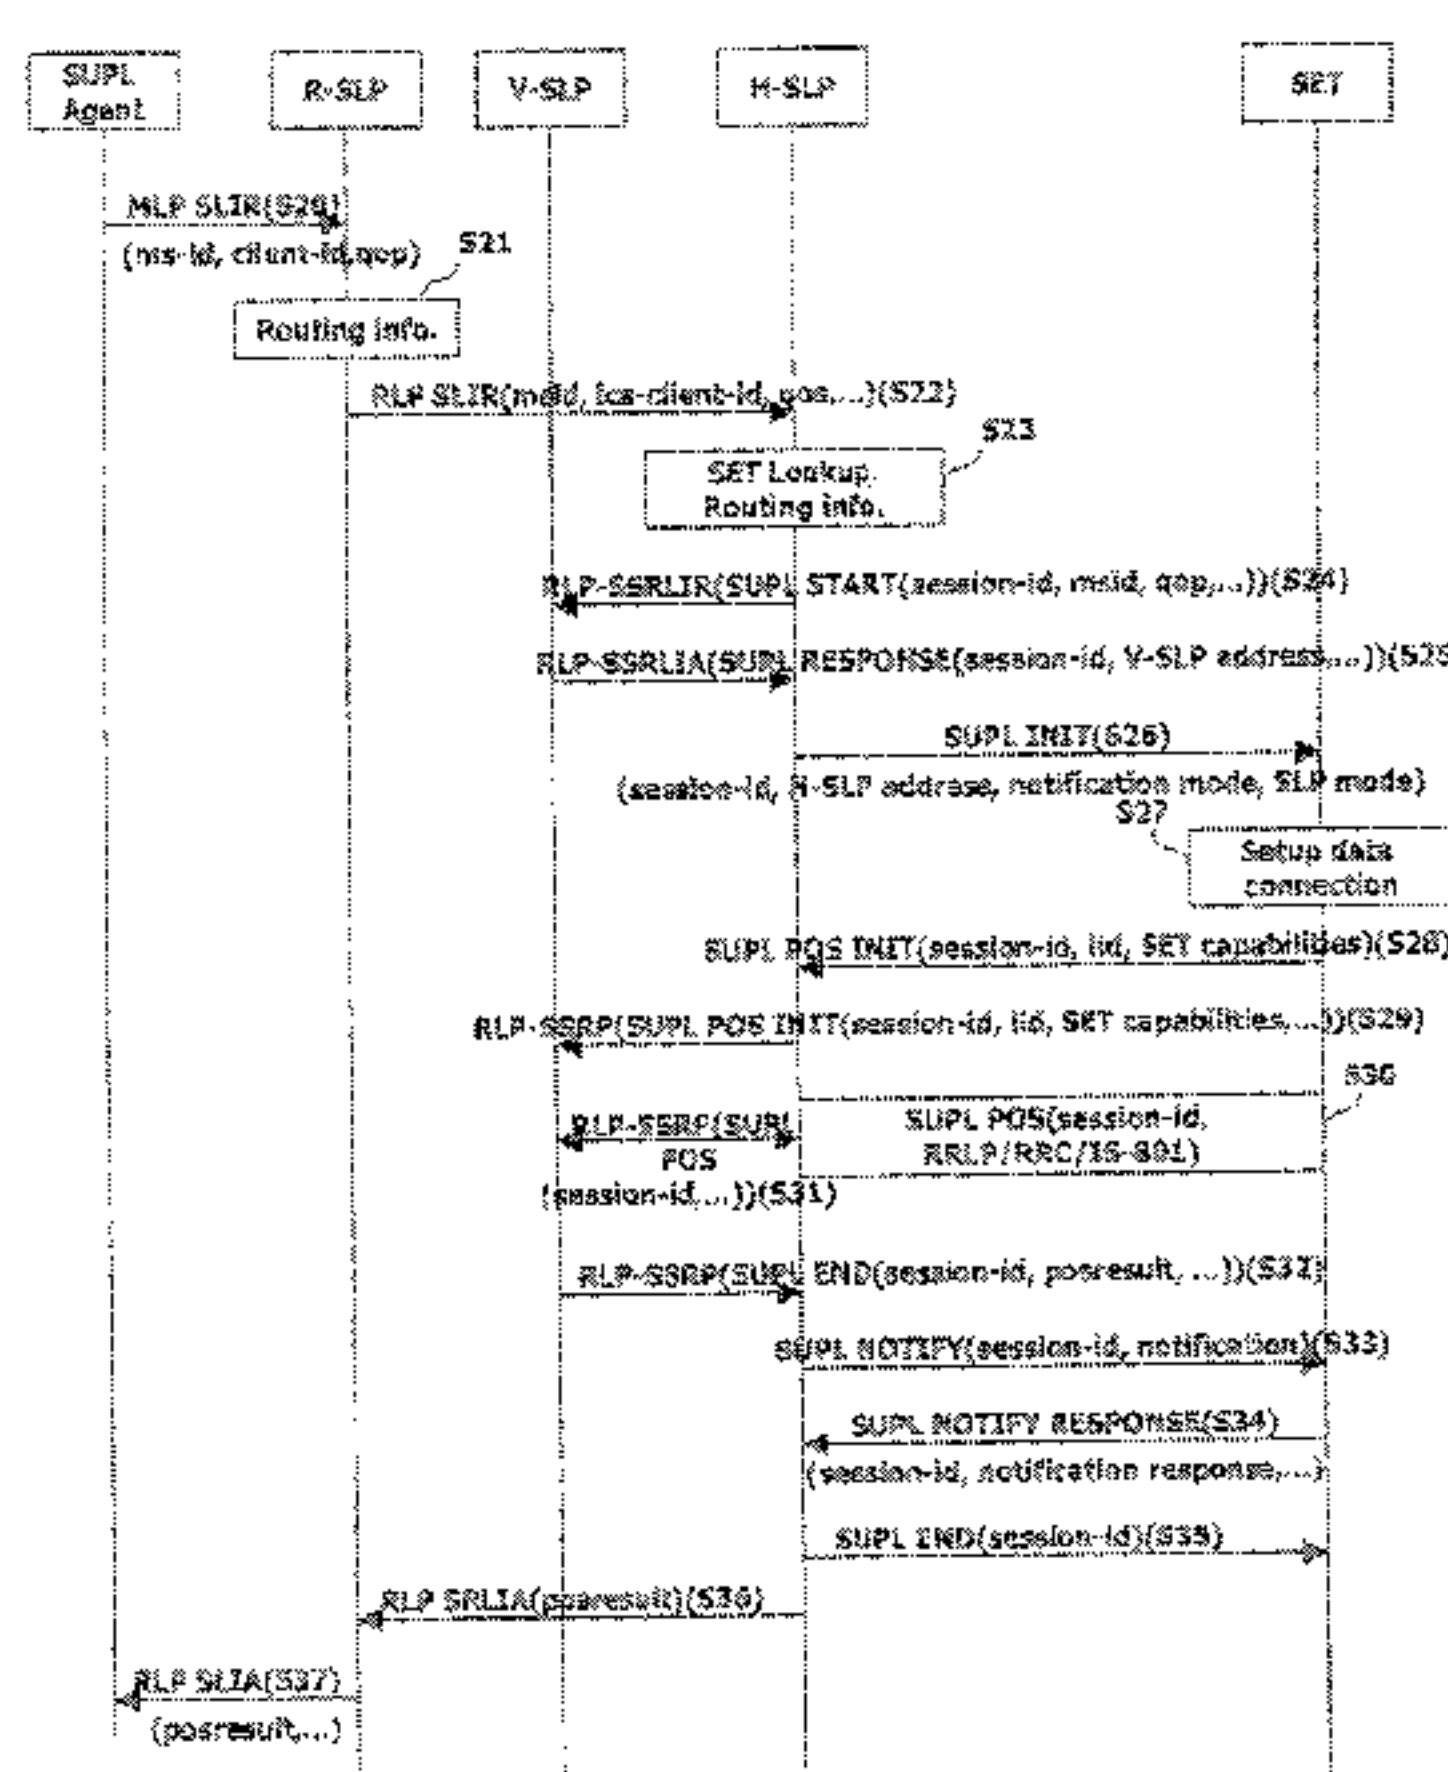 SUPL
Agent
R-SLP
V-SLP
H-SLP
SET
MLP SLIR(S20)
(ms-id, client-id,qop)
S21
Routing info.
RLP SLIR(msid, lcs-client-id, qos,...)(S22)
S23
SET Lookup,
Routing info.
RLP-SSRLIR(SUPL START(session-id, msid, qop,...))(S24)
RLP-SSRLIA(SUPL RESPONSE(session-id, V-SLP address,...))(S25
SUPL INIT(S26)
(session-id, H-SLP address, notification mode, SLP mode)
S27
Setup data
connection
SUPL POS INIT(session-id, lid, SET capabilities)(S28)
RLP-SSRP(SUPL POS INIT(session-id, lid, SET capabilities,...))(S29)
S30
SUPL POS(session-id,
RRLP/RRC/IS-801)
RLP-SSRP(SUPL
POS
(session-id,...))(S31)
RLP-SSRP(SUPL END(session-id, posresult, ...))(S32)
SUPL NOTIFY(session-id, notification)(S33)
SUPL NOTIFY RESPONSE(S34)
(session-id, notification response,...)
SUPL END(session-id)(S35)
RLP SRLIA(posresult)(S36)
RLP SLIA(S37)
(posresult,...)